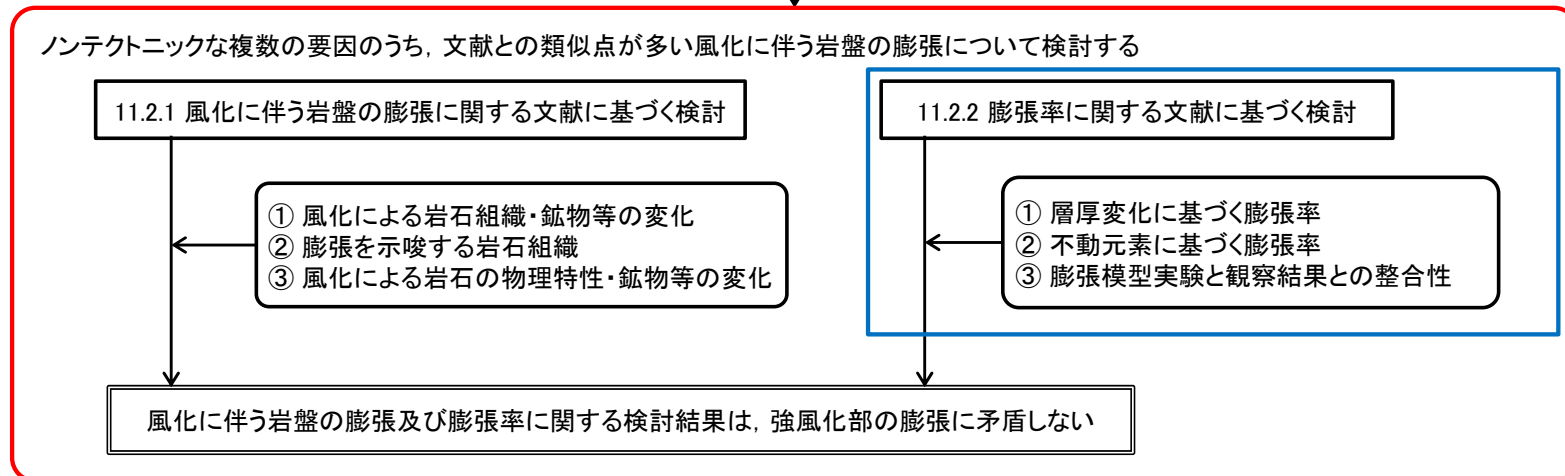 ノンテクトニックな複数の要因のうち，文献との類似点が多い風化に伴う岩盤の膨張について検討する
11.2.1 風化に伴う岩盤の膨張に関する文献に基づく検討
① 風化による岩石組織・鉱物等の変化
② 膨張を示唆する岩石組織
③ 風化による岩石の物理特性・鉱物等の変化
11.2.2 膨張率に関する文献に基づく検討
① 層厚変化に基づく膨張率
② 不動元素に基づく膨張率
③ 膨張模型実験と観察結果との整合性
風化に伴う岩盤の膨張及び膨張率に関する検討結果は，強風化部の膨張に矛盾しない